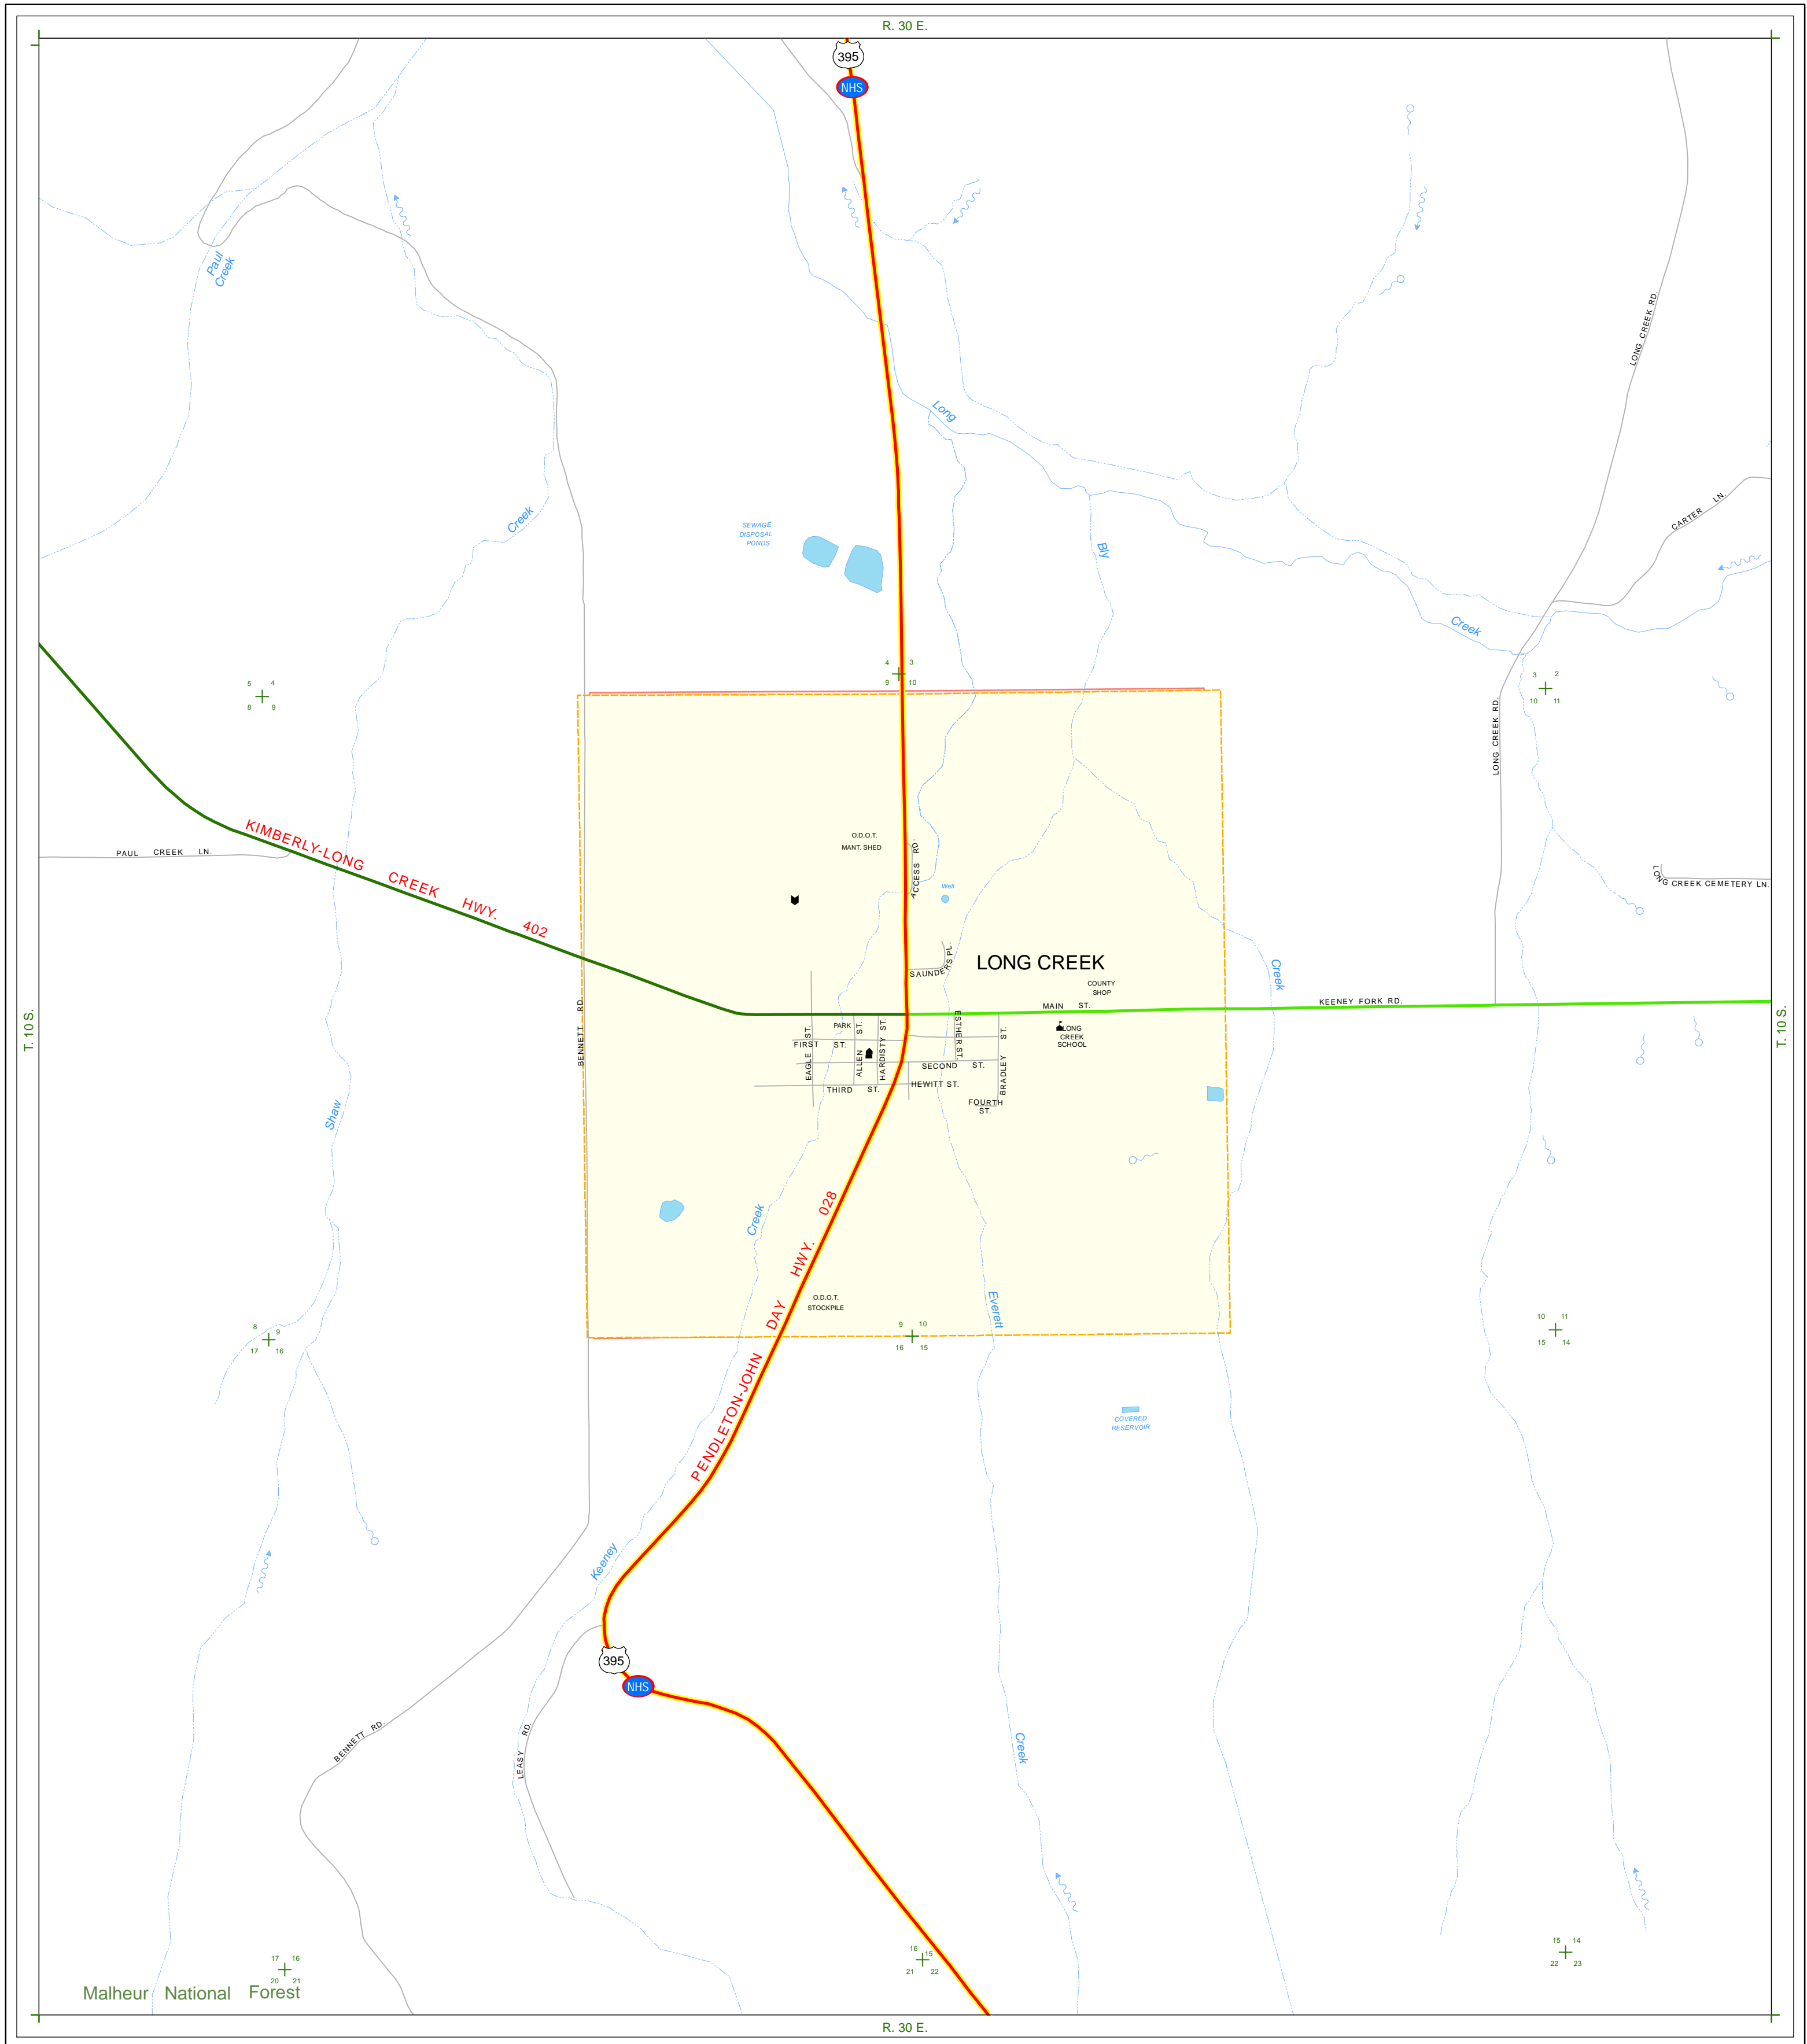 R. 30 E.
395
NHS
Paul
Creek
LONG CREEK RD.
Long
CARTER LN.
Creek
SEWAGE
DISPOSAL
PONDS
Bly
Creek
4 3
9 10
5 4
8 9
3 2
10 11
LONG CREEK RD.
KIMBERLY-LONG CREEK HWY. 402
PAUL CREEK LN.
O.D.O.T.
MANT. SHED
ACCESS RD.
Well
LONG CREEK CEMETERY LN.
SAUNDERS PL.
LONG CREEK
Creek
COUNTY
SHOP
MAIN ST.
KEENEY FORK RD.
T. 10 S.
T. 10 S.
BENNETT RD.
EAGLE ST.
PARK
ALLEN ST.
HARDISTY ST.
ESTHER ST.
BRADLEY ST.
LONG
CREEK
SCHOOL
FIRST ST.
SECOND ST.
THIRD ST.
HEWITT ST.
FOURTH
ST.
Shaw
Creek
PENDLETON-JOHN DAY HWY. 028
O.D.O.T.
STOCKPILE
Everett
8 9
17 16
9 10
16 15
10 11
15 14
COVERED
RESERVOIR
Keeney
395
NHS
BENNETT RD.
LEASY RD.
Creek
17 16
20 21
16 15
21 22
15 14
22 23
Malheur National Forest
R. 30 E.